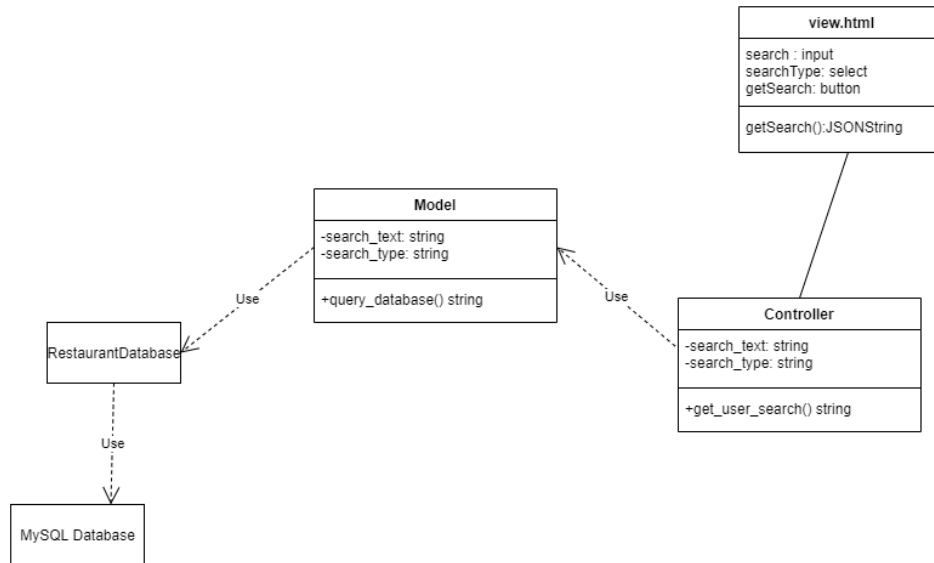 view.html
search : input
searchType: select
getSearch: button
getSearch():JSONString
Model
-search_text: string
-search_type: string
+query_database() string
Use
Use
Controller
-search_text: string
-search_type: string
+get_user_search() string
RestaurantDatabase
Use
MySQL Database